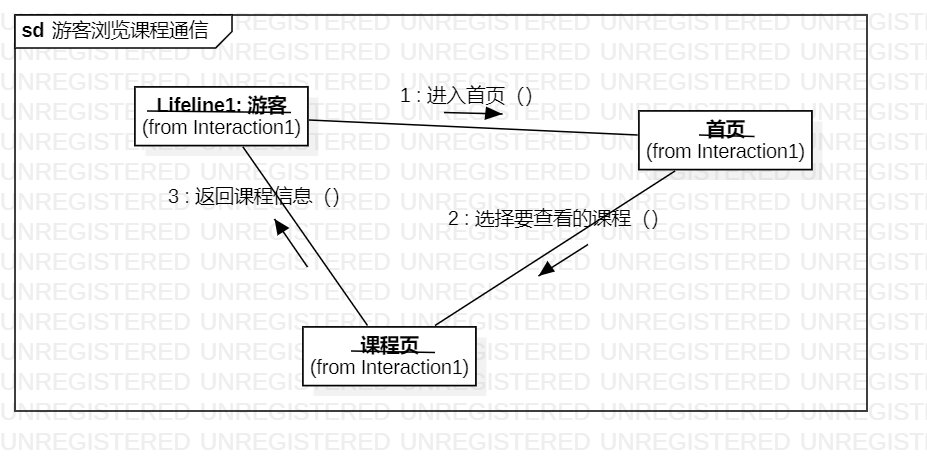 sd 游客浏览课程通信
Lifeline1: 游客
(from Interaction1)
1 : 进入首页（）
首页
(from Interaction1)
3 : 返回课程信息（）
2 : 选择要查看的课程（）
课程页
(from Interaction1)
UNREGISTERED UNREGISTERED UNREGISTERED UNREGISTERED UNREGISTERED